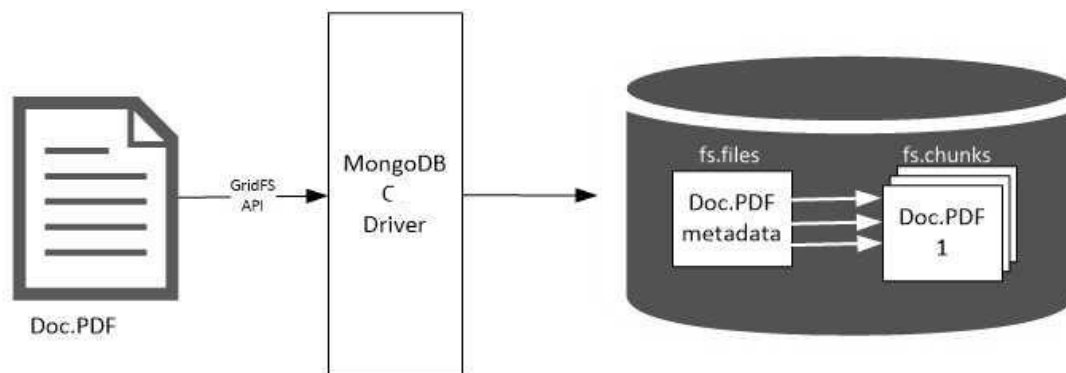 Doc.PDF
GridFS
API
MongoDB
C
Driver
fs.files
Doc.PDF
metadata
fs.chunks
Doc.PDF
1